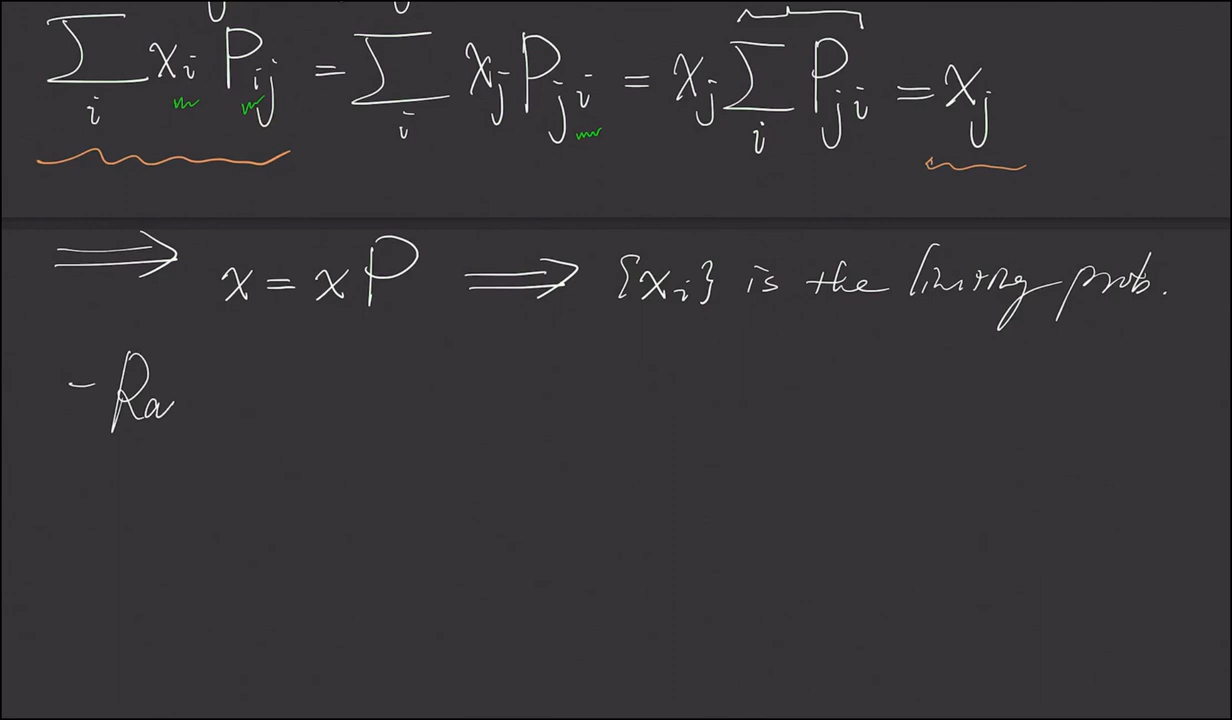 ∑_i x_i P_ij = ∑_i x_j P_ji = x_j ∑_i P_ji = x_j
⟹ x = xP ⟹ {x_i} is the limiting prob.
- Ra